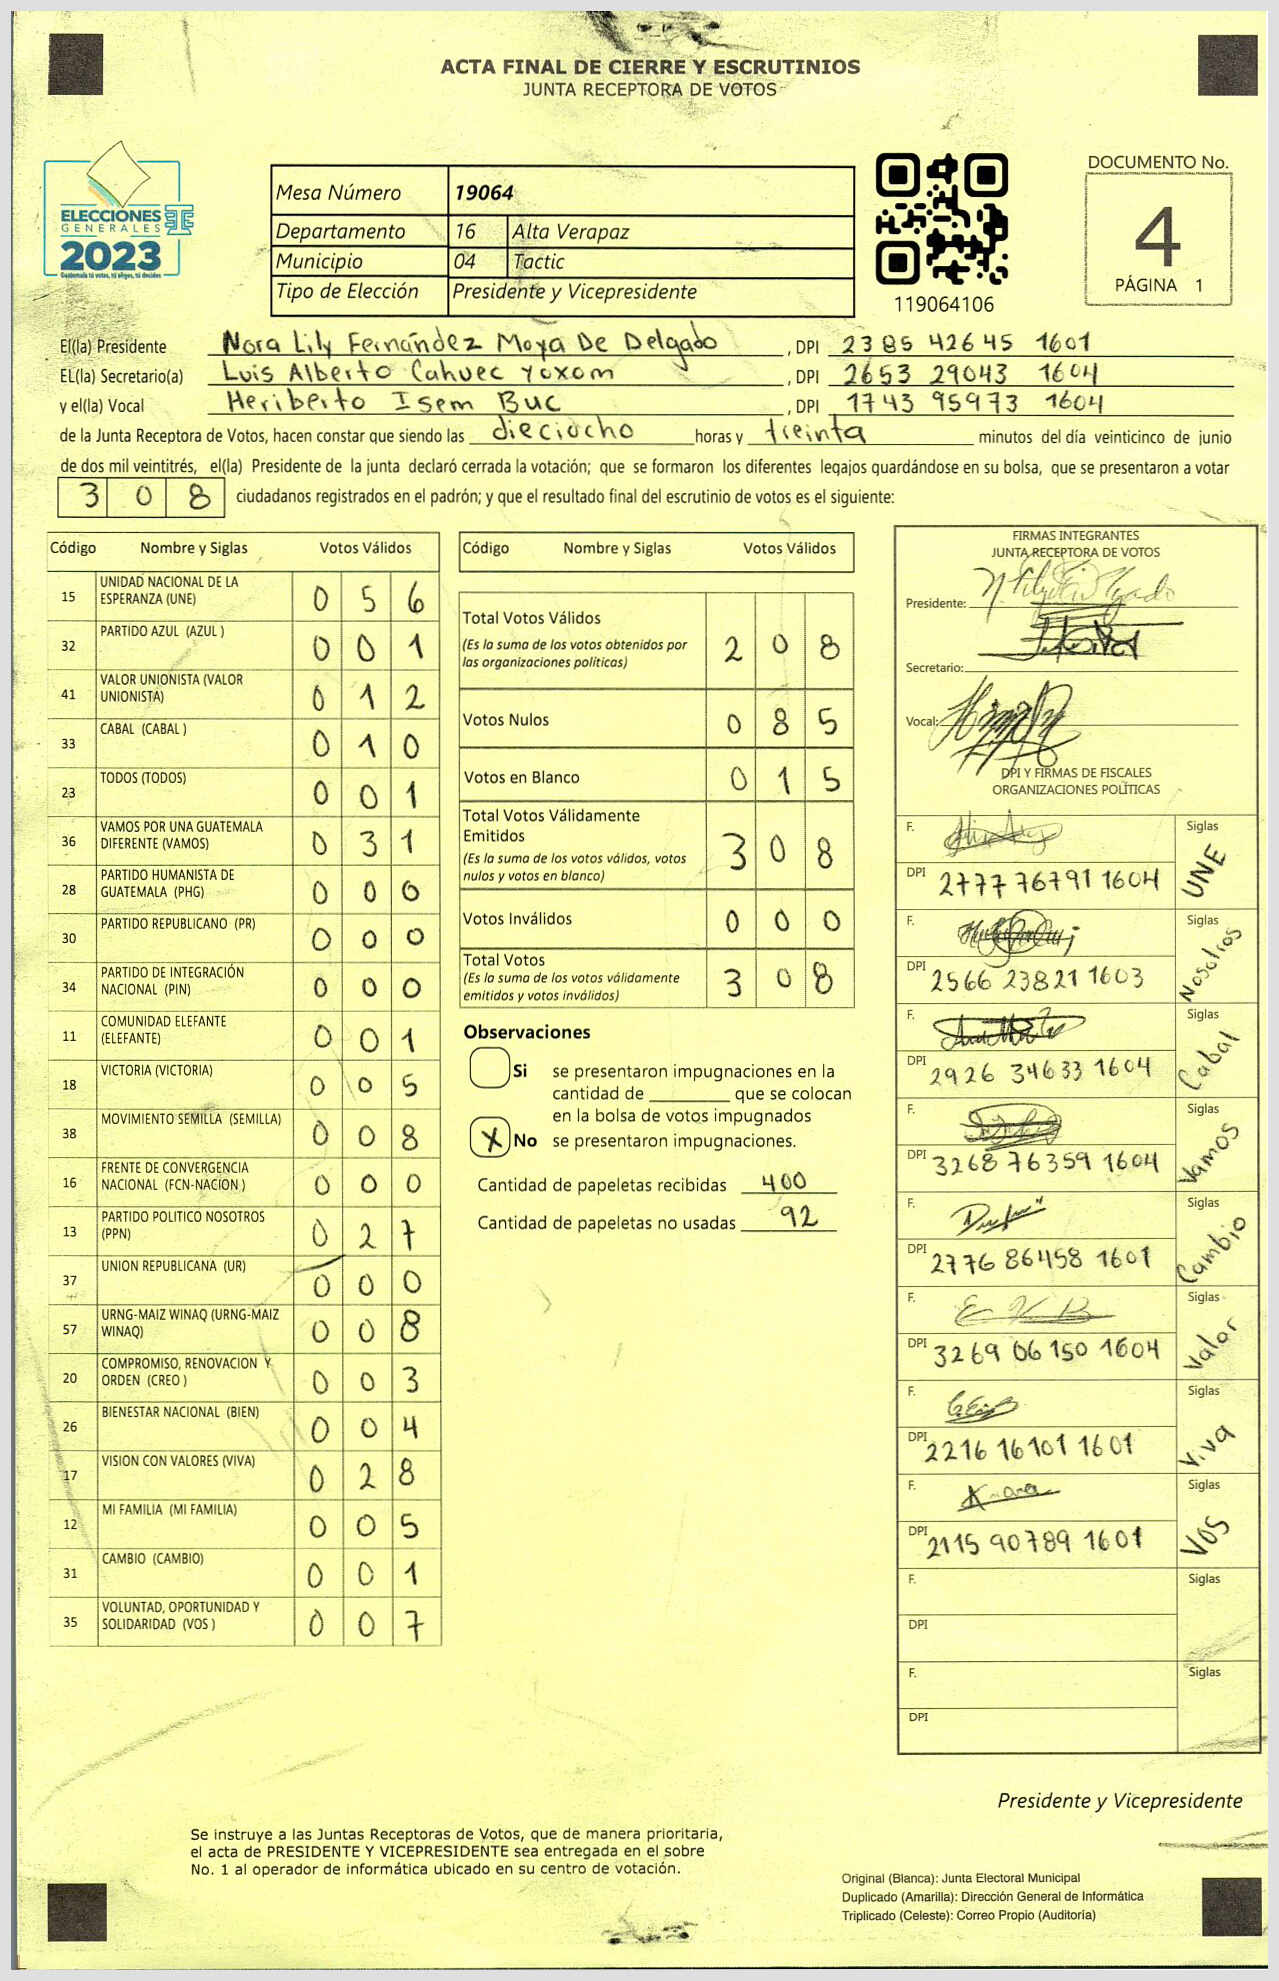 ACTA FINAL DE CIERRE Y ESCRUTINIOS
JUNTA RECEPTORA DE VOTOS
ELECCIONES
GENERALES
2023
Guatemala tú votas, tú eliges, tú decides
Mesa Número 19064
Departamento 16 Alta Verapaz
Municipio 04 Tactic
Tipo de Elección Presidente y Vicepresidente
119064106
DOCUMENTO No.
4
PÁGINA 1
El(la) Presidente Nora Lily Fernández Moya De Delgado , DPI 2385 42645 1601
EL(la) Secretario(a) Luis Alberto Cahuec Yoxom , DPI 2653 29043 1604
y el(la) Vocal Heriberto Isem Buc , DPI 1743 95973 1604
de la Junta Receptora de Votos, hacen constar que siendo las dieciocho horas y treinta minutos del día veinticinco de junio
de dos mil veintitrés, el(la) Presidente de la junta declaró cerrada la votación; que se formaron los diferentes legajos guardándose en su bolsa, que se presentaron a votar
3 0 8 ciudadanos registrados en el padrón; y que el resultado final del escrutinio de votos es el siguiente:
Código Nombre y Siglas Votos Válidos
15 UNIDAD NACIONAL DE LA
ESPERANZA (UNE) 0 5 6
32 PARTIDO AZUL (AZUL ) 0 0 1
41 VALOR UNIONISTA (VALOR
UNIONISTA) 0 1 2
33 CABAL (CABAL ) 0 1 0
23 TODOS (TODOS) 0 0 1
36 VAMOS POR UNA GUATEMALA
DIFERENTE (VAMOS) 0 3 1
28 PARTIDO HUMANISTA DE
GUATEMALA (PHG) 0 0 0
30 PARTIDO REPUBLICANO (PR) 0 0 0
34 PARTIDO DE INTEGRACIÓN
NACIONAL (PIN) 0 0 0
11 COMUNIDAD ELEFANTE
(ELEFANTE) 0 0 1
18 VICTORIA (VICTORIA) 0 0 5
38 MOVIMIENTO SEMILLA (SEMILLA) 0 0 8
16 FRENTE DE CONVERGENCIA
NACIONAL (FCN-NACION ) 0 0 0
13 PARTIDO POLITICO NOSOTROS
(PPN) 0 2 7
37 UNION REPUBLICANA (UR) 0 0 0
57 URNG-MAIZ WINAQ (URNG-MAIZ
WINAQ) 0 0 8
20 COMPROMISO, RENOVACION Y
ORDEN (CREO ) 0 0 3
26 BIENESTAR NACIONAL (BIEN) 0 0 4
17 VISION CON VALORES (VIVA) 0 2 8
12 MI FAMILIA (MI FAMILIA) 0 0 5
31 CAMBIO (CAMBIO) 0 0 1
35 VOLUNTAD, OPORTUNIDAD Y
SOLIDARIDAD (VOS ) 0 0 7
Código Nombre y Siglas Votos Válidos
Total Votos Válidos
(Es la suma de los votos obtenidos por
las organizaciones políticas) 2 0 8
Votos Nulos 0 8 5
Votos en Blanco 0 1 5
Total Votos Válidamente
Emitidos
(Es la suma de los votos válidos, votos
nulos y votos en blanco) 3 0 8
Votos Inválidos 0 0 0
Total Votos
(Es la suma de los votos válidamente
emitidos y votos inválidos) 3 0 8
Observaciones
Si se presentaron impugnaciones en la
cantidad de ________ que se colocan
en la bolsa de votos impugnados
X No se presentaron impugnaciones.
Cantidad de papeletas recibidas 400
Cantidad de papeletas no usadas 92
FIRMAS INTEGRANTES
JUNTA RECEPTORA DE VOTOS
Presidente:
Secretario:
Vocal:
DPI Y FIRMAS DE FISCALES
ORGANIZACIONES POLÍTICAS
F. Siglas
DPI 2777 76791 1604 UNE
F. Siglas
DPI 2566 23821 1603 Nosotros
F. Siglas
DPI 2926 34633 1604 Cabal
F. Siglas
DPI 3268 76359 1604 Vamos
F. Siglas
DPI 2776 86458 1601 Cambio
F. Siglas
DPI 3269 06150 1604 Valor
F. Siglas
DPI 2216 16101 1601 Viva
F. Siglas
DPI 2115 90789 1601 VOS
F. Siglas
DPI
F. Siglas
DPI
Presidente y Vicepresidente
Se instruye a las Juntas Receptoras de Votos, que de manera prioritaria,
el acta de PRESIDENTE Y VICEPRESIDENTE sea entregada en el sobre
No. 1 al operador de informática ubicado en su centro de votación.
Original (Blanca): Junta Electoral Municipal
Duplicado (Amarilla): Dirección General de Informática
Triplicado (Celeste): Correo Propio (Auditoría)